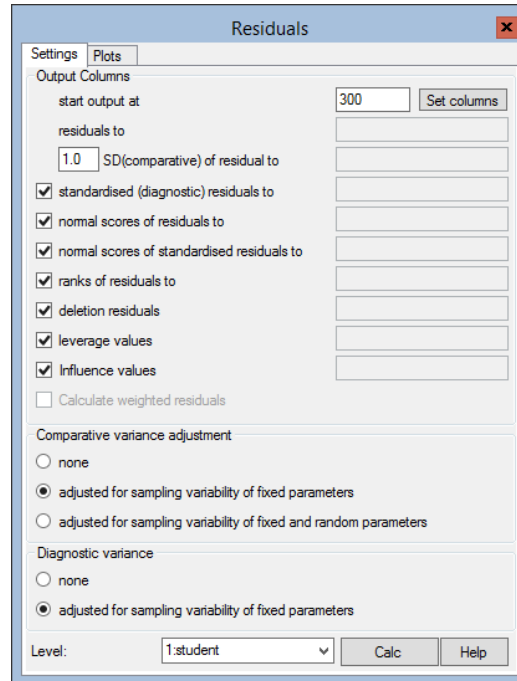 Residuals
Settings Plots
Output Columns
start output at 300 Set columns
residuals to
1.0 SD(comparative) of residual to
standardised (diagnostic) residuals to
normal scores of residuals to
normal scores of standardised residuals to
ranks of residuals to
deletion residuals
leverage values
Influence values
Calculate weighted residuals
Comparative variance adjustment
none
adjusted for sampling variability of fixed parameters
adjusted for sampling variability of fixed and random parameters
Diagnostic variance
none
adjusted for sampling variability of fixed parameters
Level: 1:student Calc Help